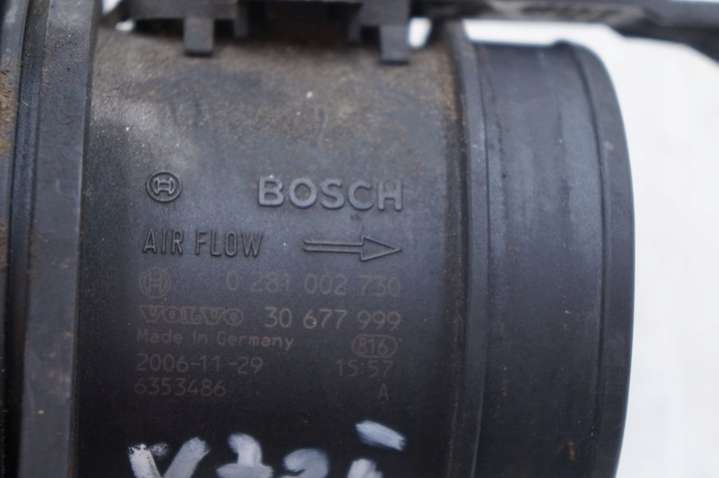 BOSCH
AIR FLOW
0 281 002 730
VOLVO 30 677 999
Made in Germany 816
2006-11-29 15:57
6353486 A